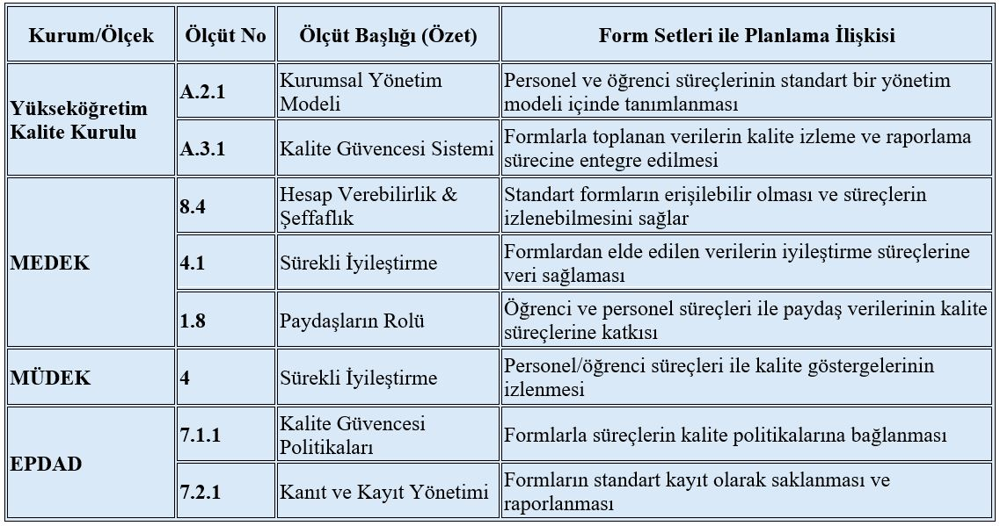 Kurum/Ölçek Ölçüt No Ölçüt Başlığı (Özet) Form Setleri ile Planlama İlişkisi
Yükseköğretim
Kalite Kurulu
A.2.1
Kurumsal Yönetim
Modeli
Personel ve öğrenci süreçlerinin standart bir yönetim
modeli içinde tanımlanması
A.3.1
Kalite Güvencesi Sistemi
Formlarla toplanan verilerin kalite izleme ve raporlama
sürecine entegre edilmesi
MEDEK
8.4
Hesap Verebilirlik &
Şeffaflık
Standart formların erişilebilir olması ve süreçlerin
izlenebilmesini sağlar
4.1
Sürekli İyileştirme
Formlardan elde edilen verilerin iyileştirme süreçlerine
veri sağlaması
1.8
Paydaşların Rolü
Öğrenci ve personel süreçleri ile paydaş verilerinin kalite
süreçlerine katkısı
MÜDEK
4
Sürekli İyileştirme
Personel/öğrenci süreçleri ile kalite göstergelerinin
izlenmesi
EPDAD
7.1.1
Kalite Güvencesi
Politikaları
Formlarla süreçlerin kalite politikalarına bağlanması
7.2.1
Kanıt ve Kayıt Yönetimi
Formların standart kayıt olarak saklanması ve
raporlanması